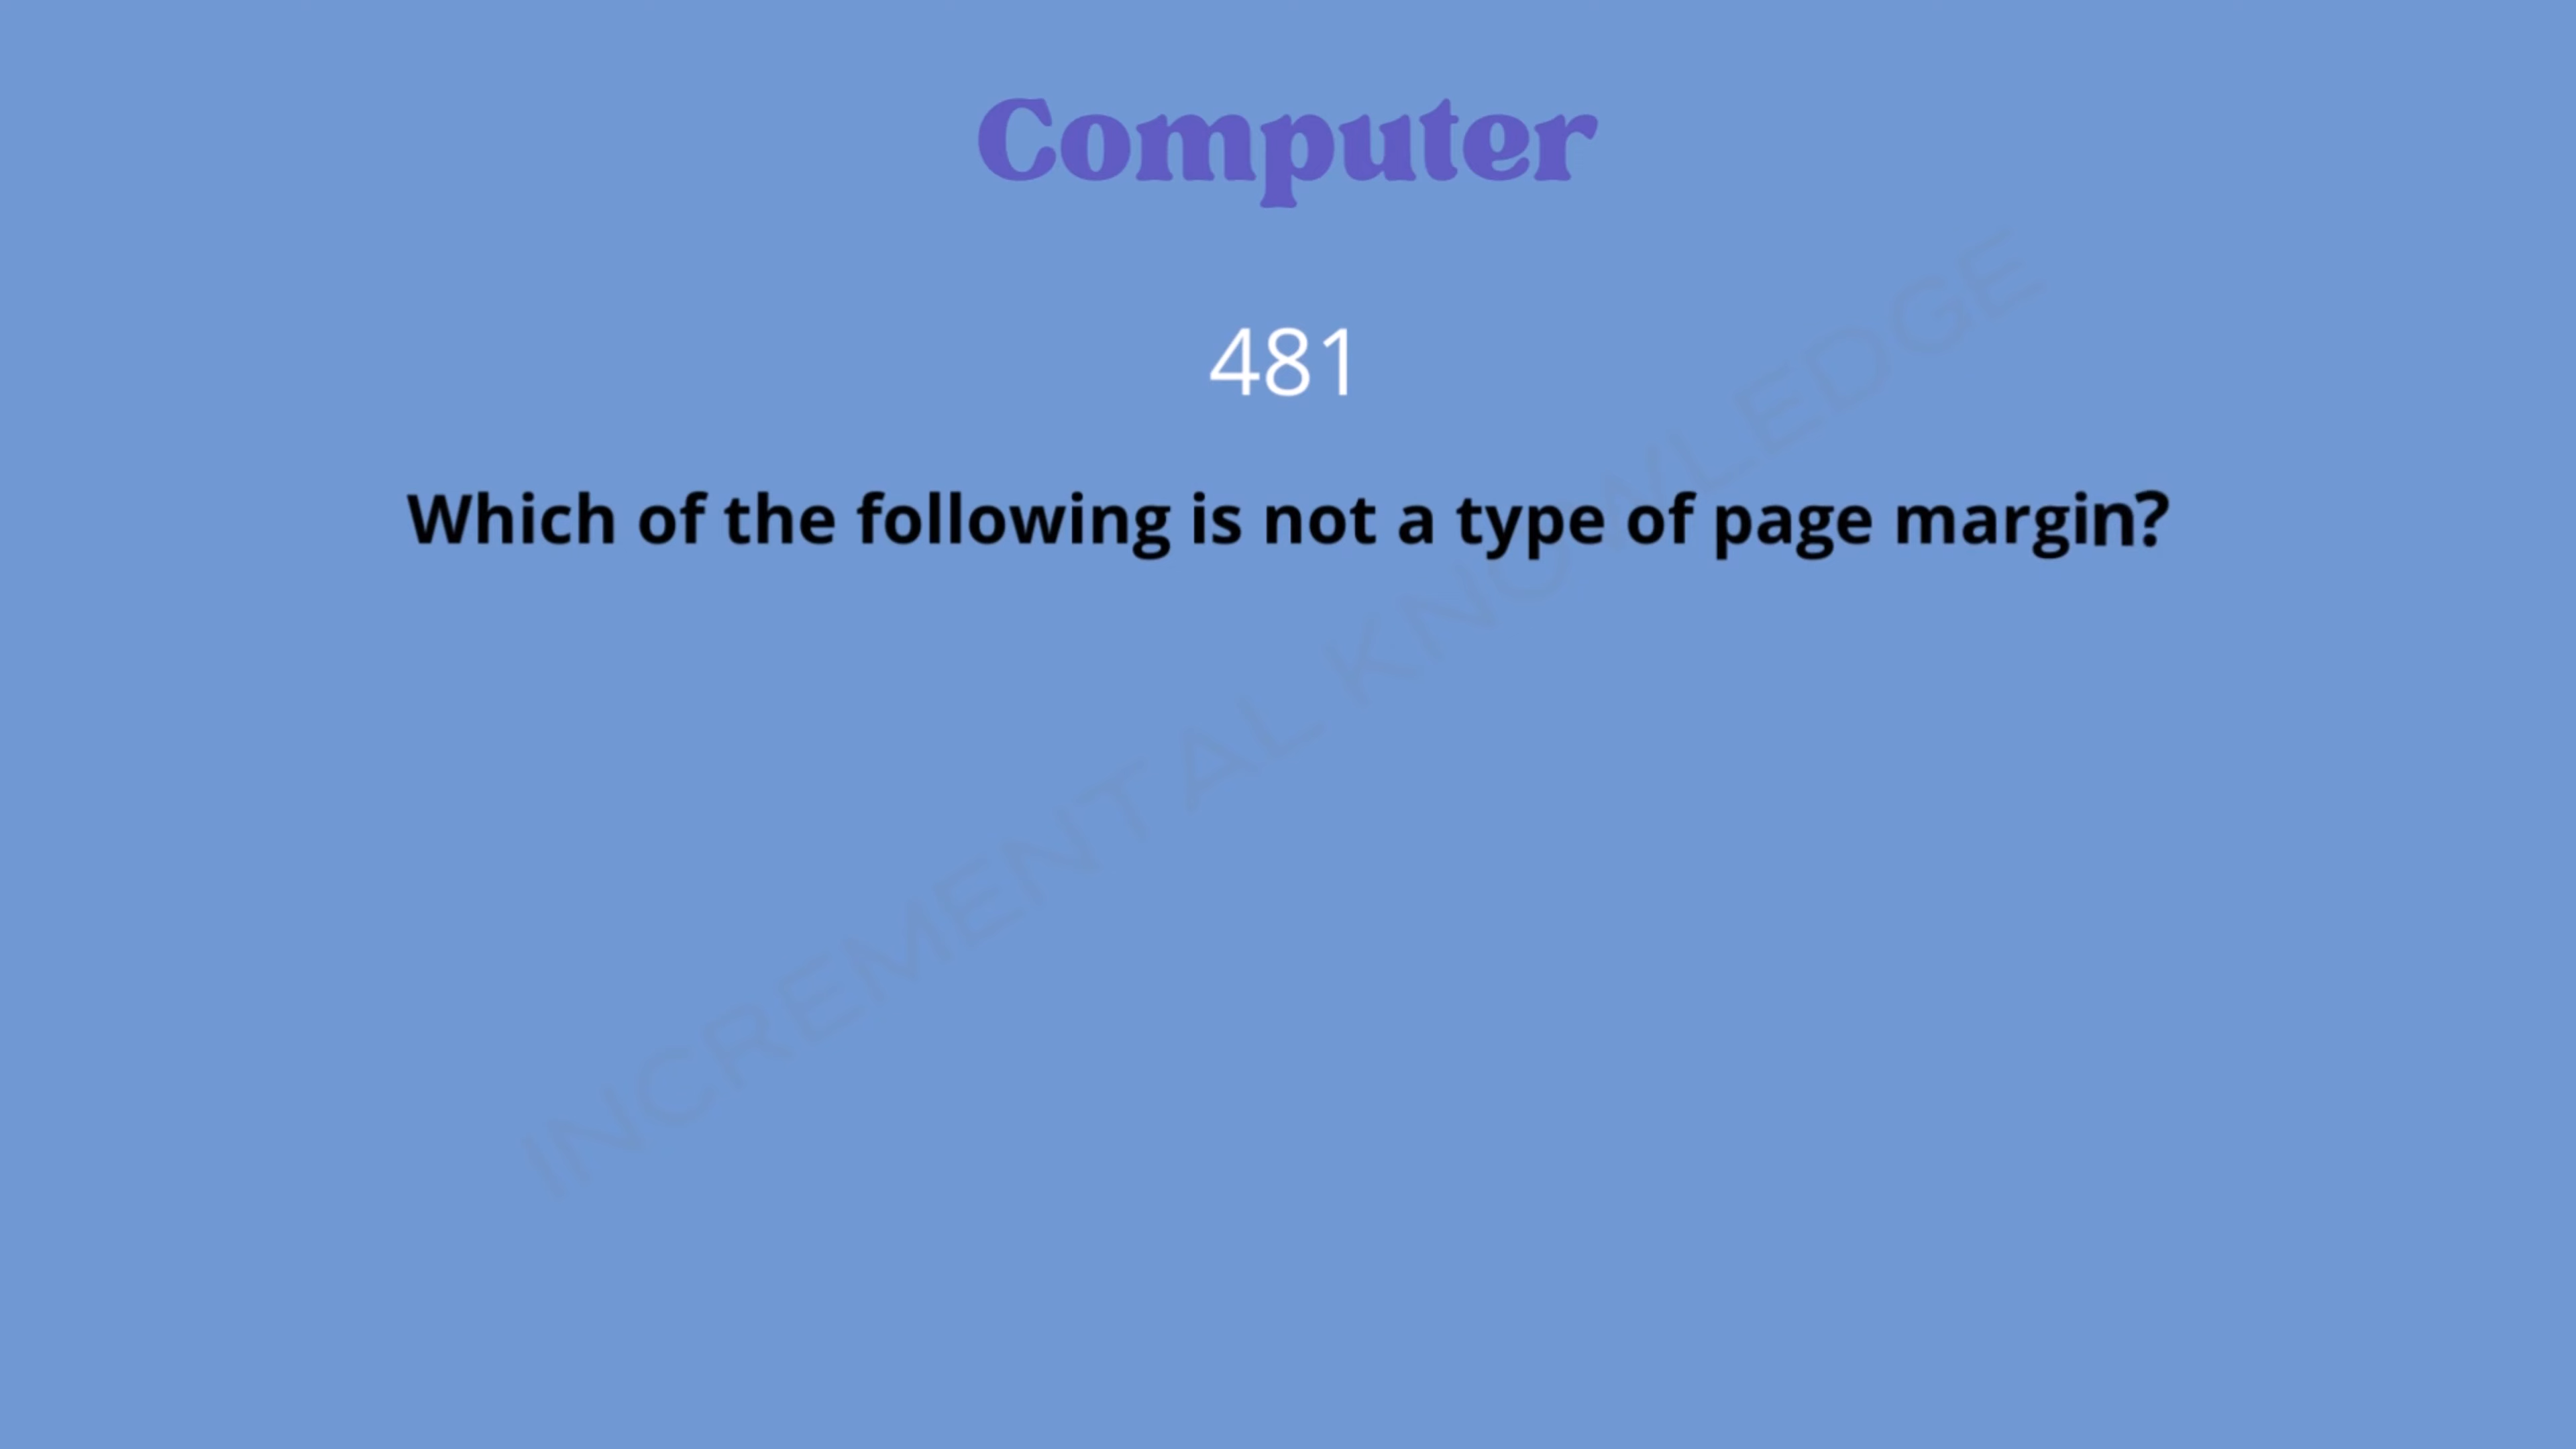 Computer
481
Which of the following is not a type of page margin?
INCREMENTAL KNOWLEDGE